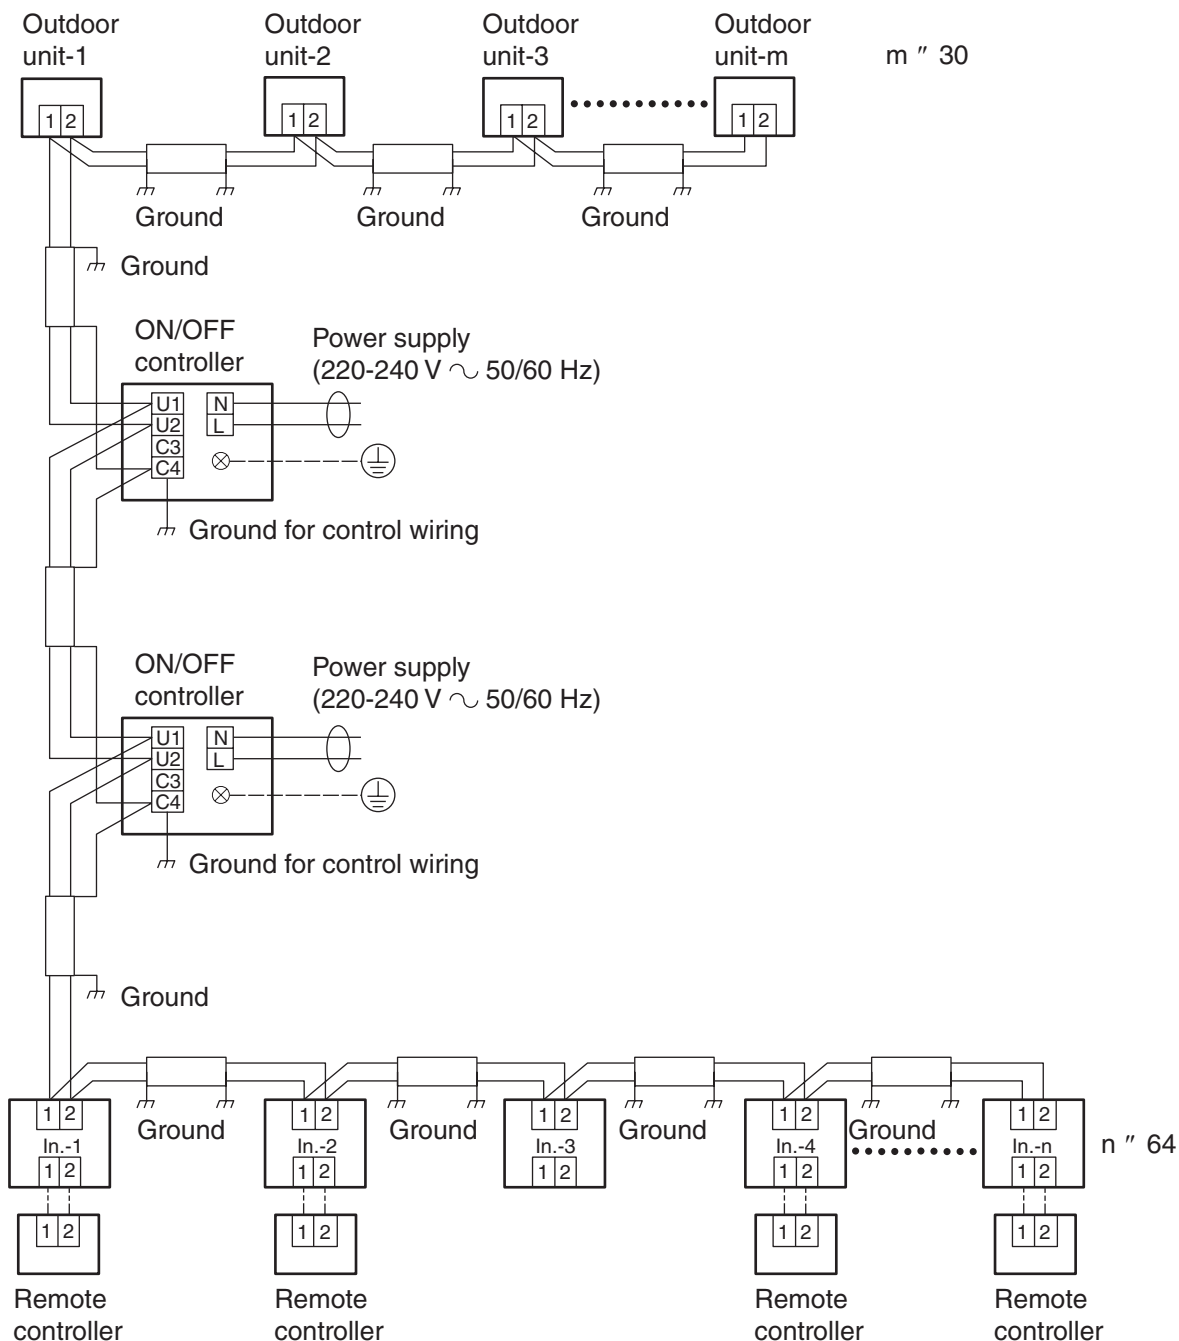 Outdoor unit-1
Outdoor unit-2
Outdoor unit-3
Outdoor unit-m
m ″ 30
1 2
1 2
1 2
1 2
Ground
Ground
Ground
Ground
ON/OFF controller
Power supply
(220-240 V ∼ 50/60 Hz)
U1
U2
C3
C4
N
L
Ground for control wiring
ON/OFF controller
Power supply
(220-240 V ∼ 50/60 Hz)
U1
U2
C3
C4
N
L
Ground for control wiring
Ground
1 2
1 2
1 2
1 2
1 2
Ground
Ground
Ground
Ground
In.-1
In.-2
In.-3
In.-4
In.-n
n ″ 64
1 2
1 2
1 2
1 2
1 2
1 2
1 2
1 2
1 2
Remote controller
Remote controller
Remote controller
Remote controller